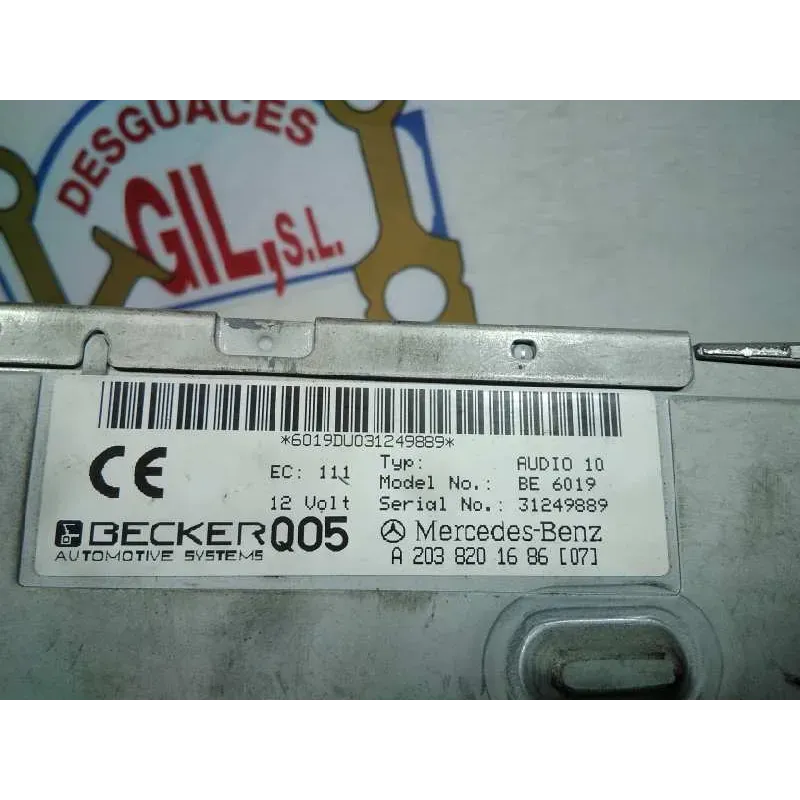 DESGUACES
GIL, S.L.
*6019DU031249889*
CE
EC: 111
Typ: AUDIO 10
Model No.: BE 6019
12 Volt
Serial No.: 31249889
BECKER Q05
AUTOMOTIVE SYSTEMS
Mercedes-Benz
A 203 820 16 86 [07]